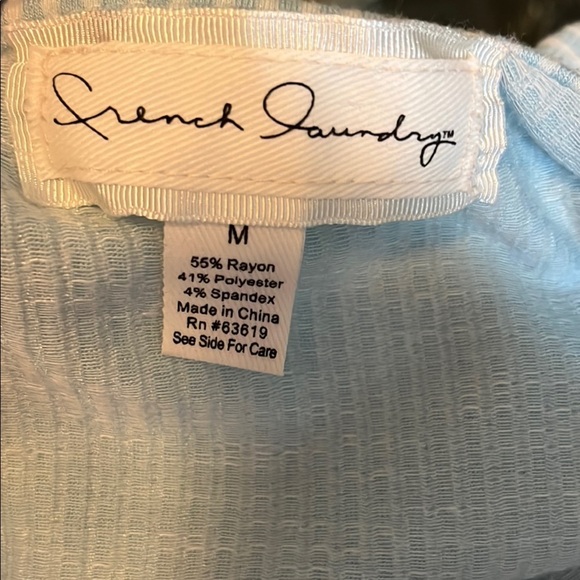 French Laundry™
M
55% Rayon
41% Polyester
4% Spandex
Made in China
Rn #63619
See Side For Care